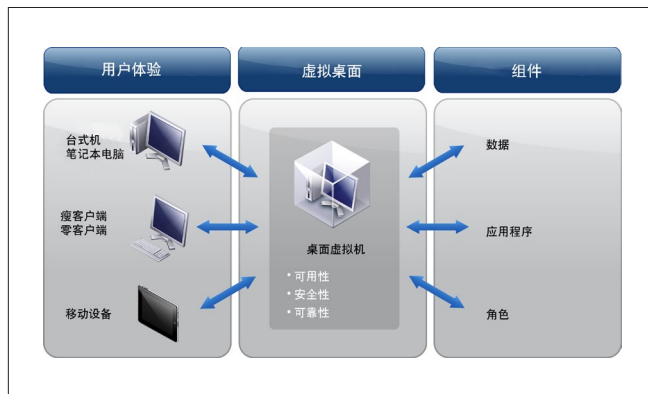 用户体验
虚拟桌面
组件
台式机
笔记本电脑
瘦客户端
零客户端
移动设备
桌面虚拟机
• 可用性
• 安全性
• 可靠性
数据
应用程序
角色